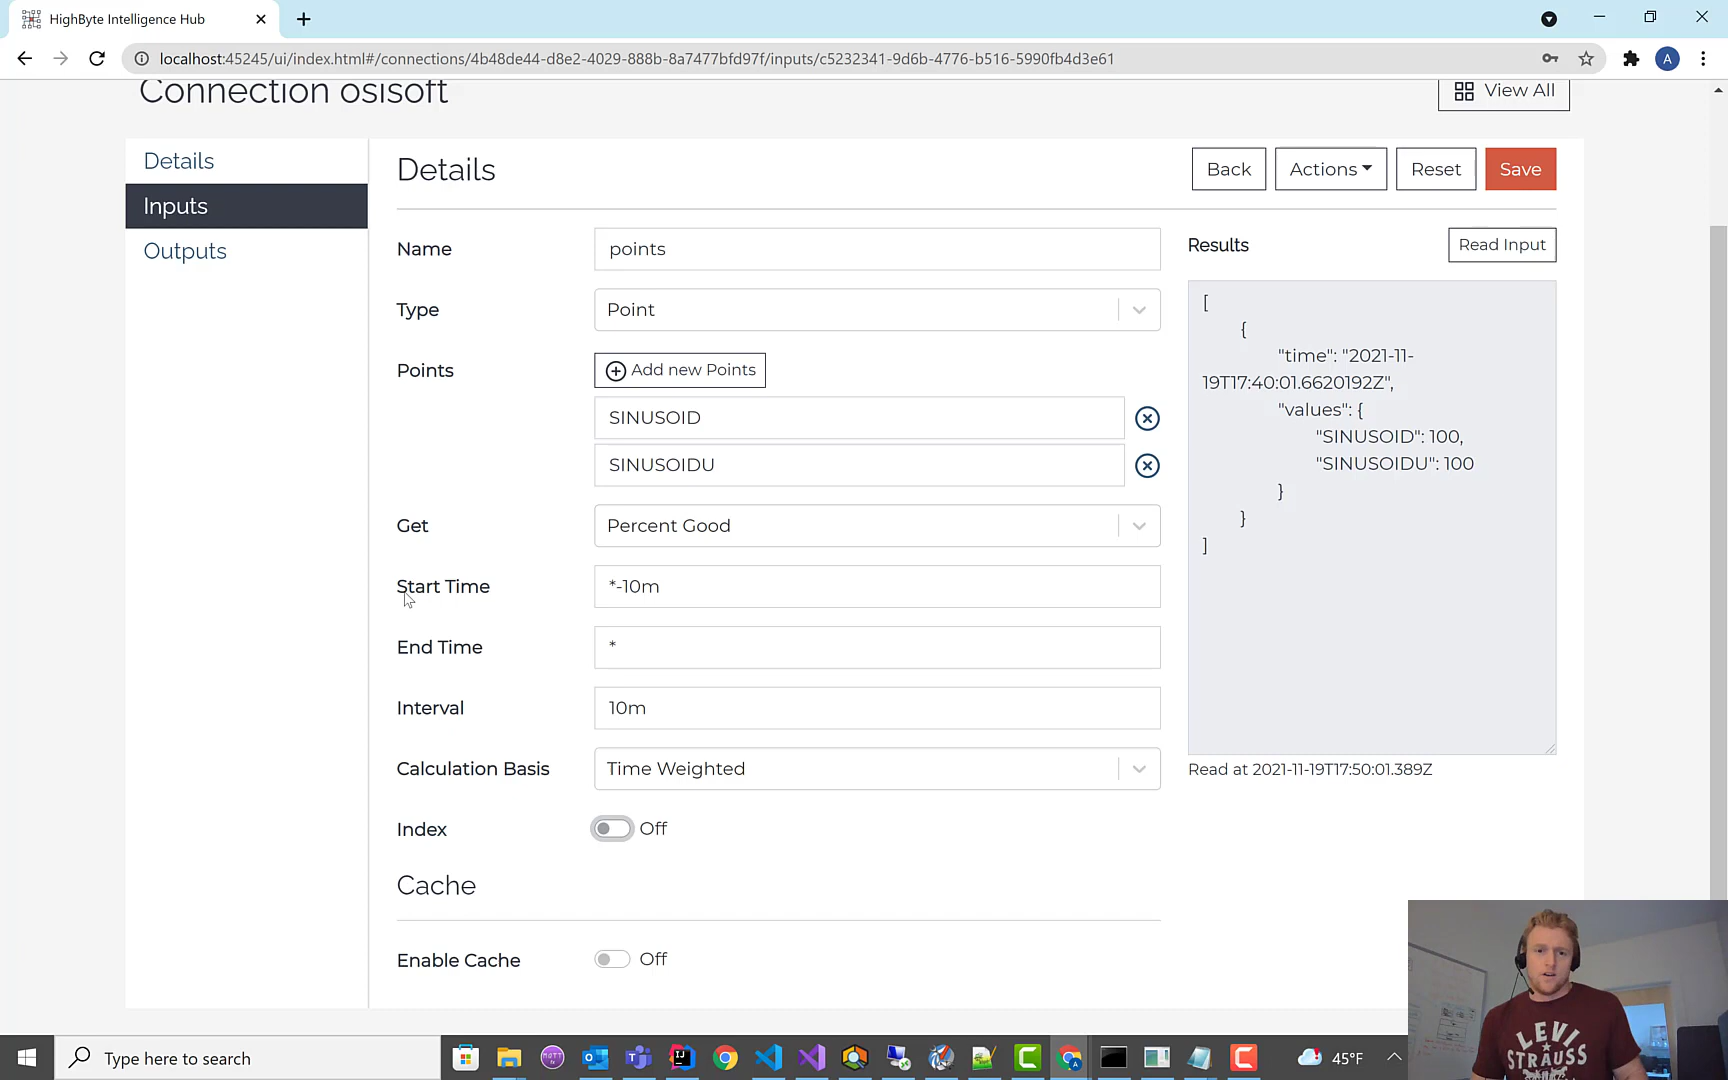 HighByte Intelligence Hub
localhost:45245/ui/index.html#/connections/4b48de44-d8e2-4029-888b-8a7477bfd97f/inputs/c5232341-9d6b-4776-b516-5990fb4d3e61
A
Connection osisoft
View All
Details
Inputs
Outputs
Details
Back
Actions
Reset
Save
Name
points
Type
Point
Points
Add new Points
SINUSOID
SINUSOIDU
Get
Percent Good
Start Time
*-10m
End Time
*
Interval
10m
Calculation Basis
Time Weighted
Index
Off
Cache
Enable Cache
Off
Results
Read Input
[
{
"time": "2021-11-
19T17:40:01.6620192Z",
"values": {
"SINUSOID": 100,
"SINUSOIDU": 100
}
}
]
Read at 2021-11-19T17:50:01.389Z
LEVI
STRAUSS
Type here to search
45°F